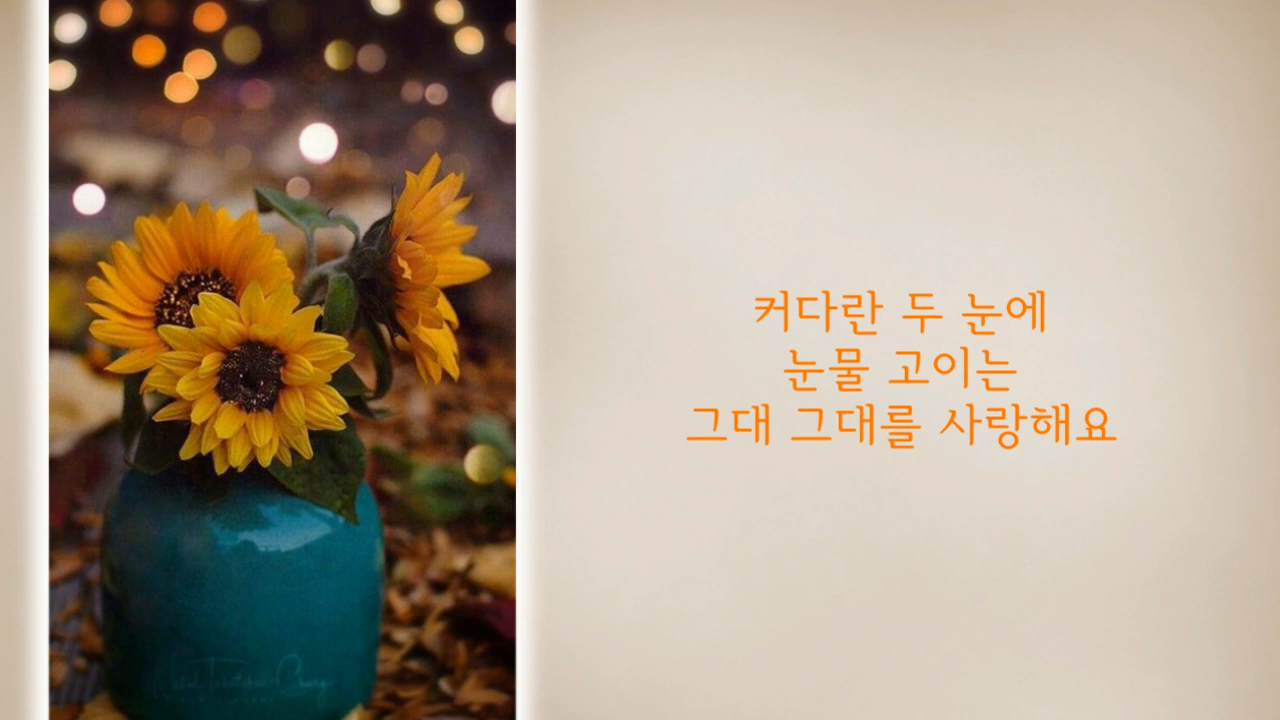 커다란 두 눈에
눈물 고이는
그대 그대를 사랑해요